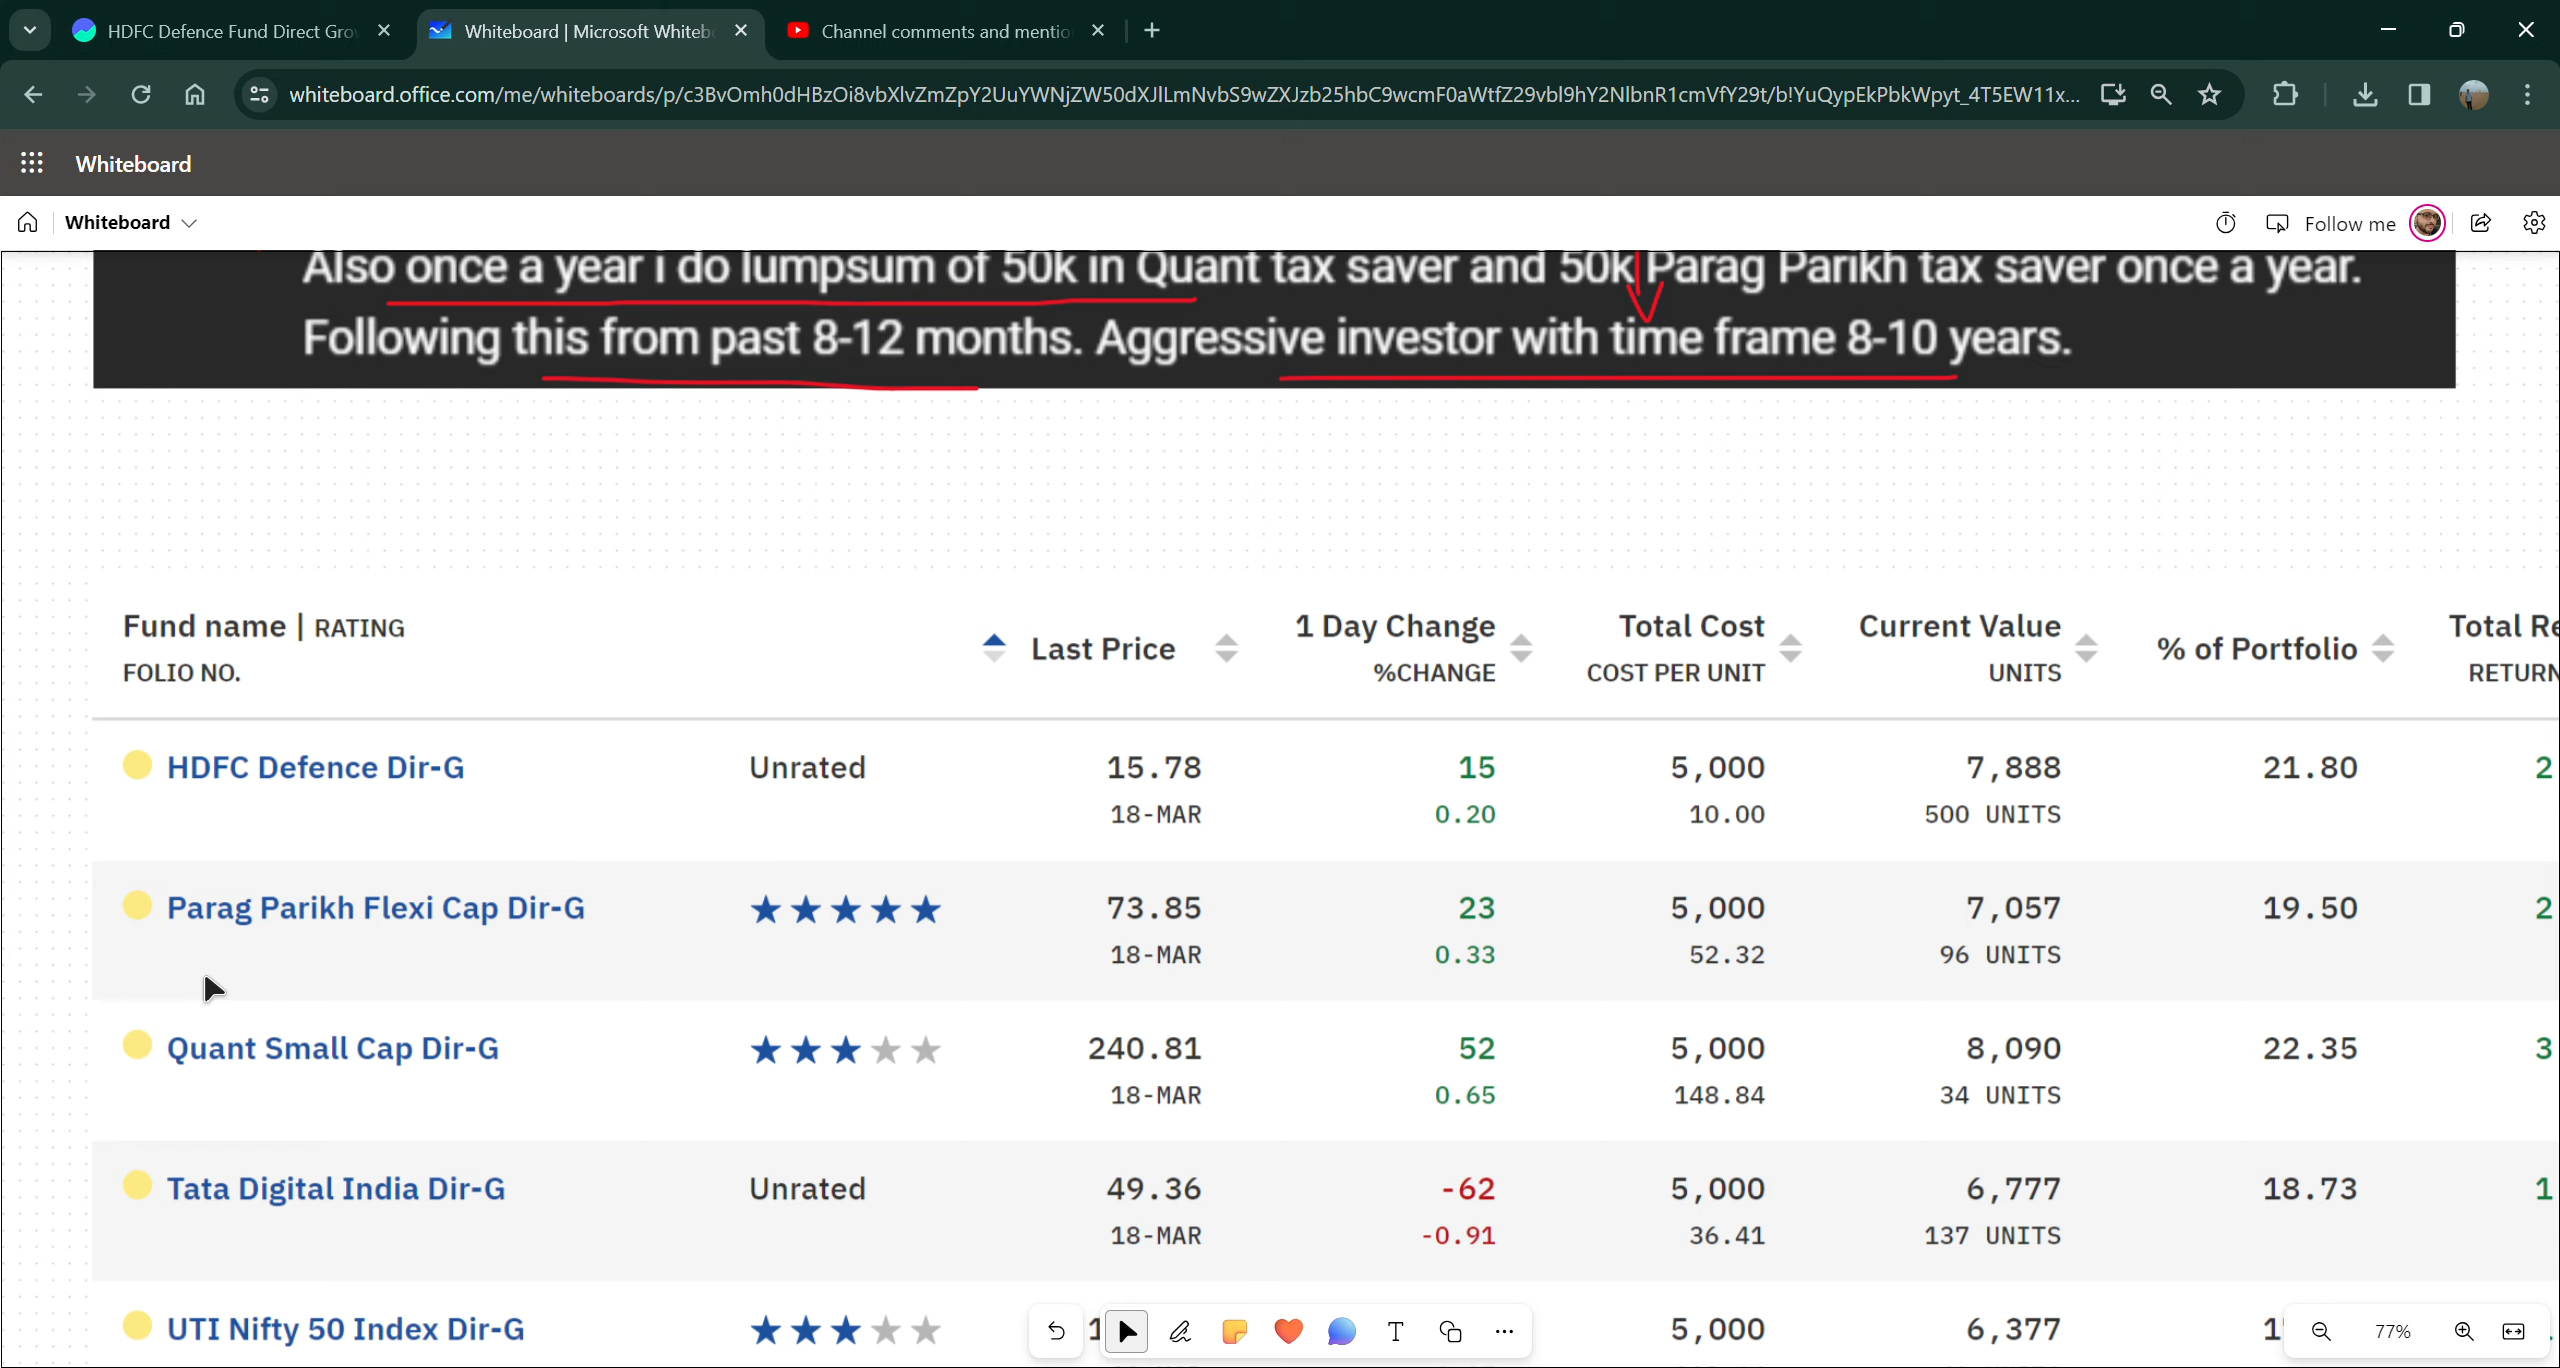 HDFC Defence Fund Direct Gro
Whiteboard | Microsoft Whiteb
Channel comments and mentio
whiteboard.office.com/me/whiteboards/p/c3BvOmh0dHBzOi8vbXlvZmZpY2UuYWNjZW50dXJlLmNvbS9wZXJzb25hbC9wcmF0aWtfZ29vbl9hY2NlbnR1cmVfY29t/b!YuQypEkPbkWpyt_4T5EW11x...
Whiteboard
Whiteboard
Follow me
Also once a year i do lumpsum of 50k in Quant tax saver and 50k Parag Parikh tax saver once a year.
Following this from past 8-12 months. Aggressive investor with time frame 8-10 years.
Fund name | RATING Last Price 1 Day Change Total Cost Current Value % of Portfolio Total Re
FOLIO NO. %CHANGE COST PER UNIT UNITS RETURN
HDFC Defence Dir-G Unrated 15.78 15 5,000 7,888 21.80 2
18-MAR 0.20 10.00 500 UNITS
Parag Parikh Flexi Cap Dir-G 73.85 23 5,000 7,057 19.50 2
18-MAR 0.33 52.32 96 UNITS
Quant Small Cap Dir-G 240.81 52 5,000 8,090 22.35 3
18-MAR 0.65 148.84 34 UNITS
Tata Digital India Dir-G Unrated 49.36 -62 5,000 6,777 18.73 1
18-MAR -0.91 36.41 137 UNITS
UTI Nifty 50 Index Dir-G 1 5,000 6,377 1
T 77%